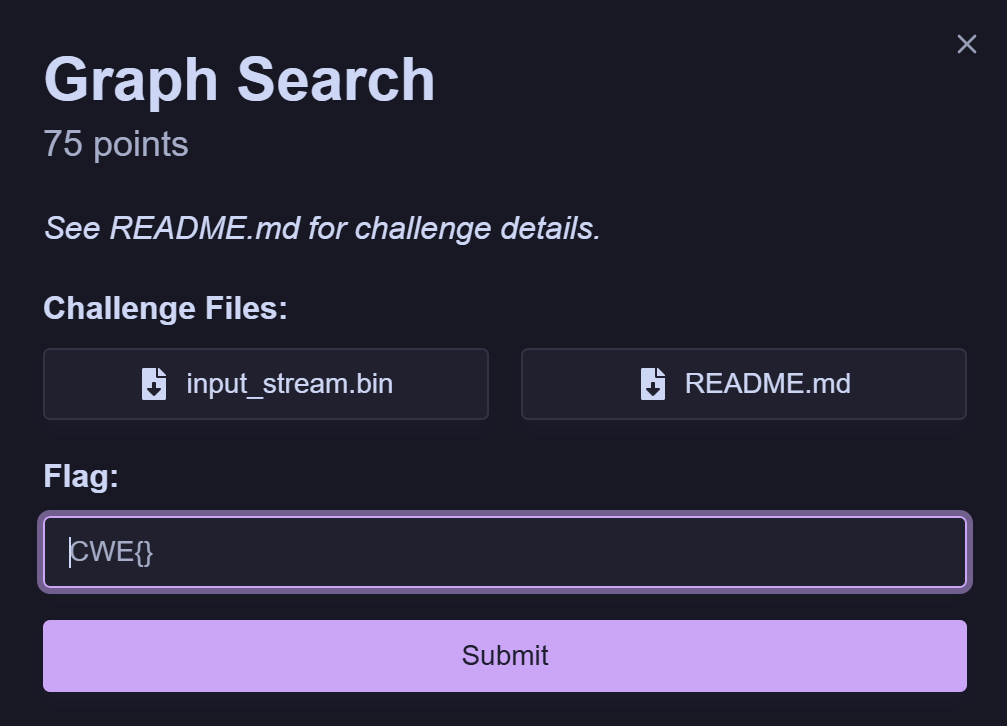 Graph Search
75 points
See README.md for challenge details.
Challenge Files:
input_stream.bin
README.md
Flag:
CWE{}
Submit